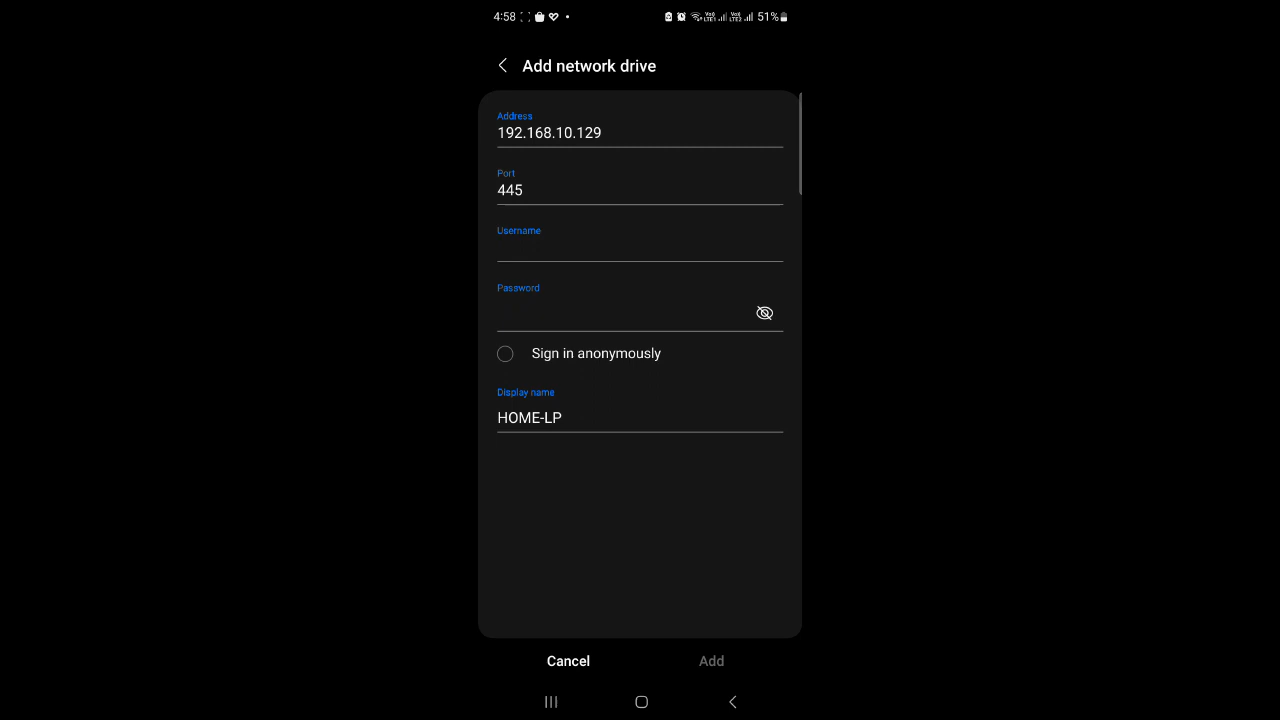 4:58 51%
Add network drive
Address
192.168.10.129
Port
445
Username
Password
Sign in anonymously
Display name
HOME-LP
Cancel Add